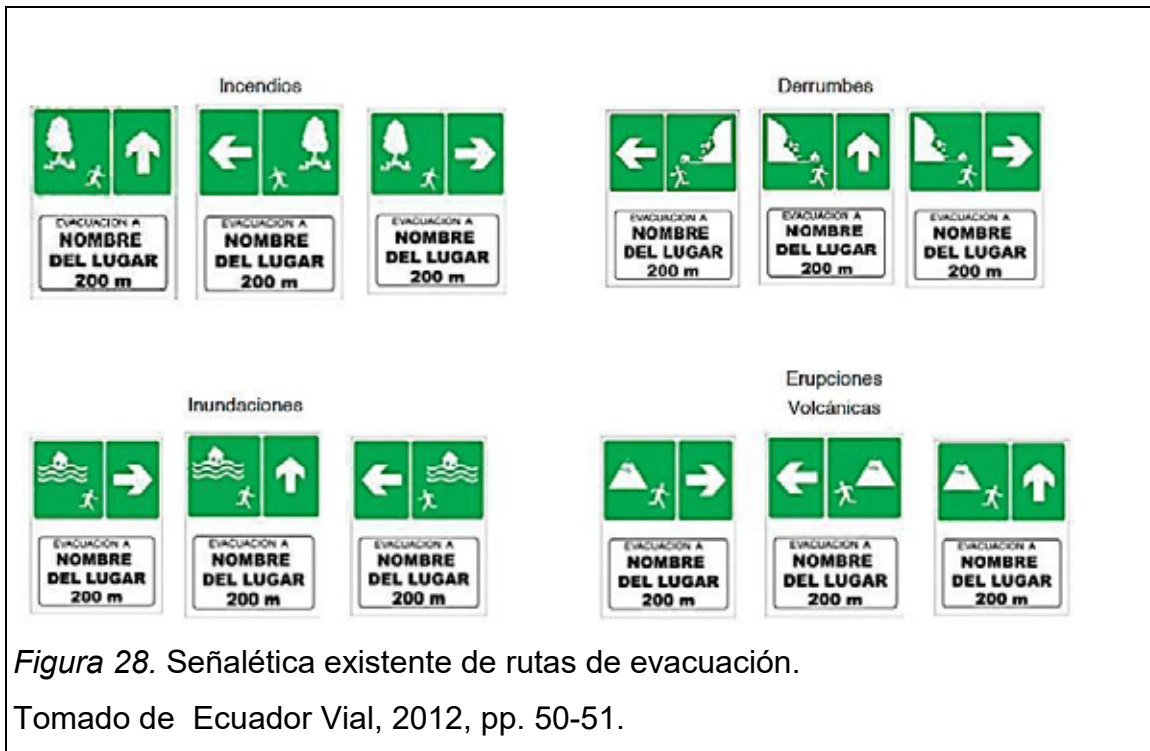 Incendios
EVACUACION A
NOMBRE
DEL LUGAR
200 m
EVACUACION A
NOMBRE
DEL LUGAR
200 m
EVACUACION A
NOMBRE
DEL LUGAR
200 m
Derrumbes
EVACUACION A
NOMBRE
DEL LUGAR
200 m
EVACUACION A
NOMBRE
DEL LUGAR
200 m
EVACUACION A
NOMBRE
DEL LUGAR
200 m
Inundaciones
EVACUACION A
NOMBRE
DEL LUGAR
200 m
EVACUACION A
NOMBRE
DEL LUGAR
200 m
EVACUACION A
NOMBRE
DEL LUGAR
200 m
Erupciones
Volcánicas
EVACUACION A
NOMBRE
DEL LUGAR
200 m
EVACUACION A
NOMBRE
DEL LUGAR
200 m
EVACUACION A
NOMBRE
DEL LUGAR
200 m
Figura 28. Señalética existente de rutas de evacuación.
Tomado de Ecuador Vial, 2012, pp. 50-51.